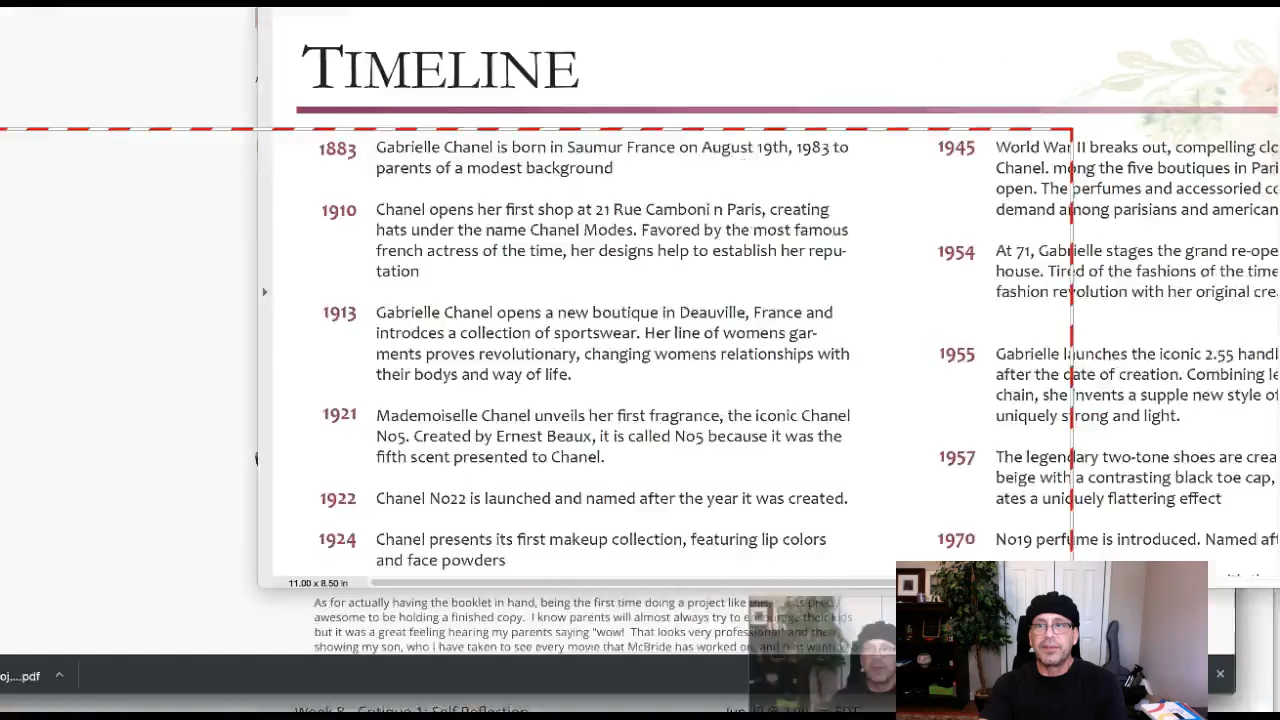 TIMELINE
1883 Gabrielle Chanel is born in Saumur France on August 19th, 1983 to
parents of a modest background
1910 Chanel opens her first shop at 21 Rue Camboni n Paris, creating
hats under the name Chanel Modes. Favored by the most famous
french actress of the time, her designs help to establish her repu-
tation
1913 Gabrielle Chanel opens a new boutique in Deauville, France and
introdces a collection of sportswear. Her line of womens gar-
ments proves revolutionary, changing womens relationships with
their bodys and way of life.
1921 Mademoiselle Chanel unveils her first fragrance, the iconic Chanel
No5. Created by Ernest Beaux, it is called No5 because it was the
fifth scent presented to Chanel.
1922 Chanel No22 is launched and named after the year it was created.
1924 Chanel presents its first makeup collection, featuring lip colors
and face powders
1945 World War II breaks out, compelling clo
Chanel. mong the five boutiques in Pari
open. The perfumes and accessoried co
demand among parisians and american
1954 At 71, Gabrielle stages the grand re-ope
house. Tired of the fashions of the time
fashion revolution with her original cre
1955 Gabrielle launches the iconic 2.55 handl
after the date of creation. Combining le
chain, she invents a supple new style of
uniquely strong and light.
1957 The legendary two-tone shoes are crea
beige with a contrasting black toe cap,
ates a uniquely flattering effect
1970 No19 perfume is introduced. Named aft
11.00 x 8.50 in
As for actually having the booklet in hand, being the first time doing a project like
awesome to be holding a finished copy. I know parents will almost always try to encourage their kids
but it was a great feeling hearing my parents saying "wow! That looks very professional" and then
showing my son, who i have taken to see every movie that McBride has worked on, and
oj....pdf
Week 8 - Critique 1: Self Reflection